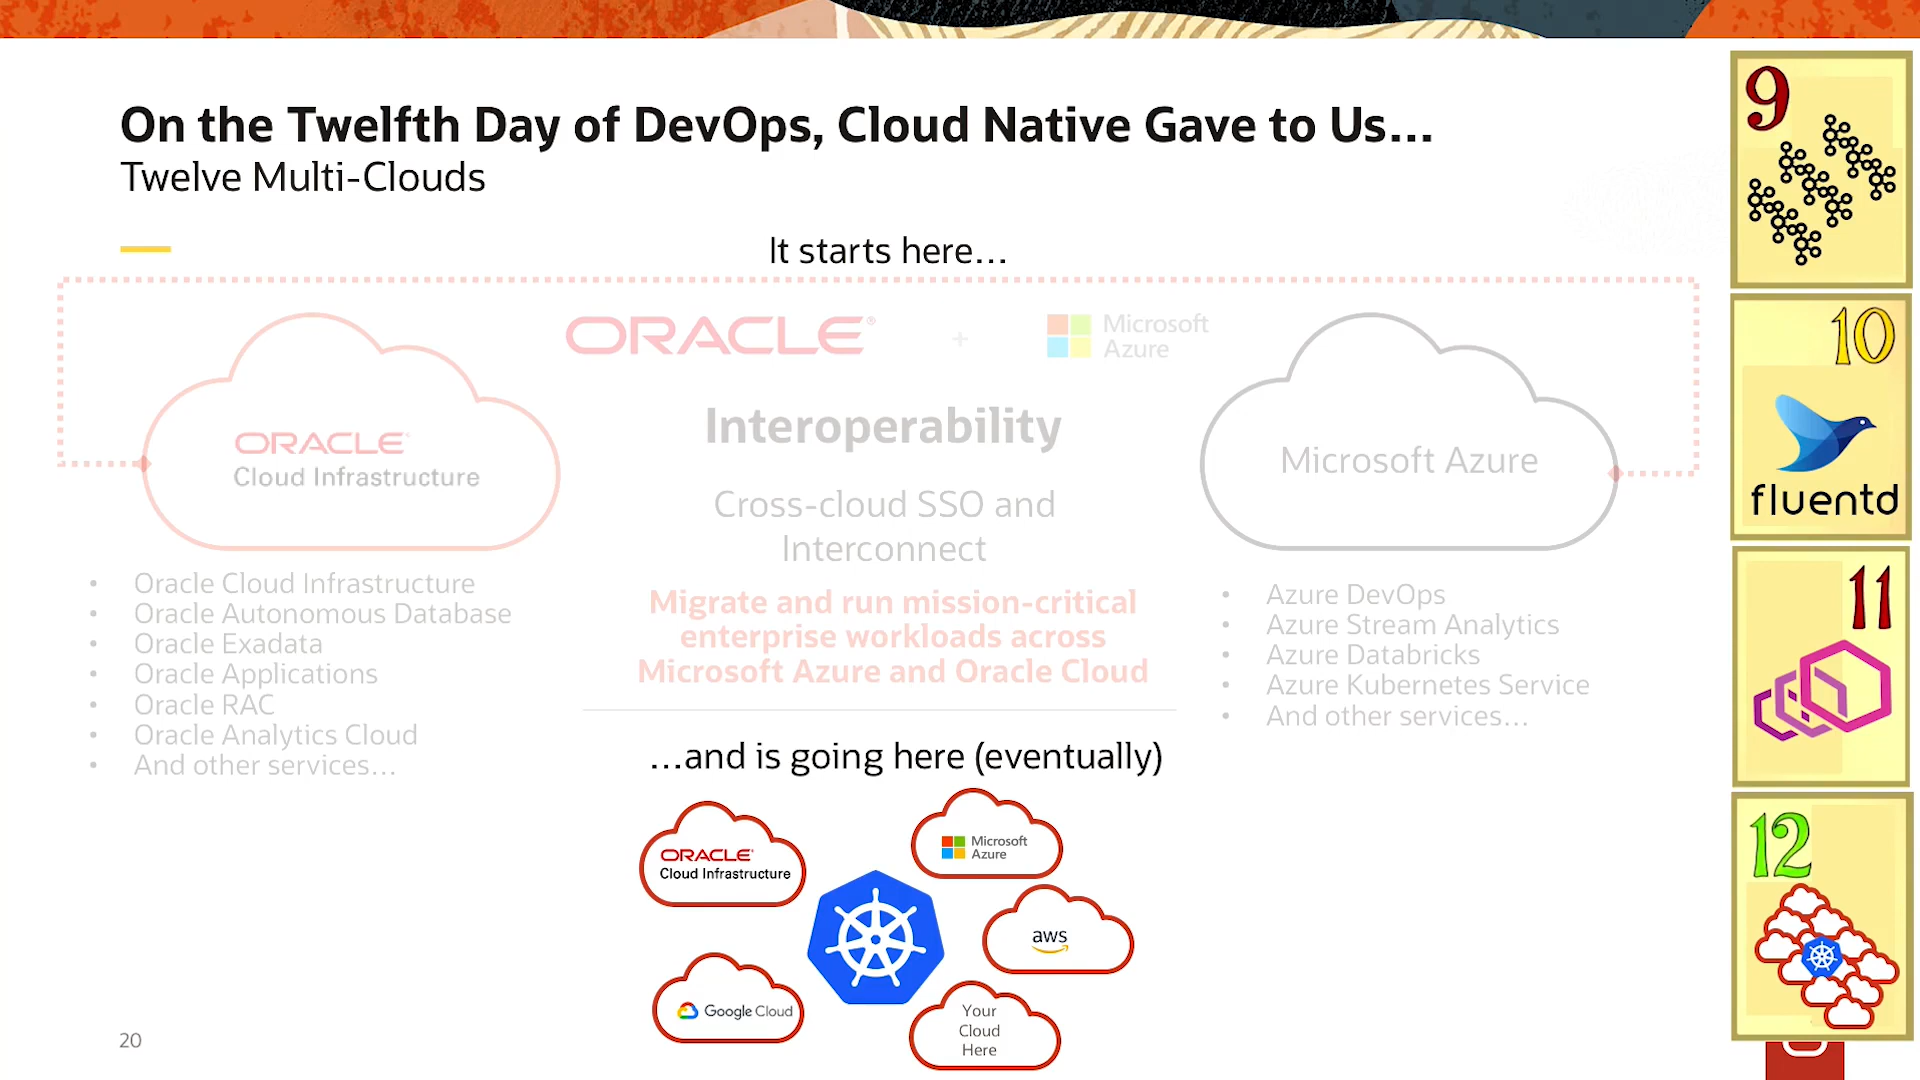 On the Twelfth Day of DevOps, Cloud Native Gave to Us...
Twelve Multi-Clouds
It starts here...
ORACLE®
+
Microsoft
Azure
ORACLE®
Cloud Infrastructure
Interoperability
Cross-cloud SSO and
Interconnect
Migrate and run mission-critical
enterprise workloads across
Microsoft Azure and Oracle Cloud
Microsoft Azure
• Oracle Cloud Infrastructure
• Oracle Autonomous Database
• Oracle Exadata
• Oracle Applications
• Oracle RAC
• Oracle Analytics Cloud
• And other services...
• Azure DevOps
• Azure Stream Analytics
• Azure Databricks
• Azure Kubernetes Service
• And other services...
...and is going here (eventually)
ORACLE®
Cloud Infrastructure
Microsoft
Azure
aws
Google Cloud
Your
Cloud
Here
20
9
10
fluentd
11
12